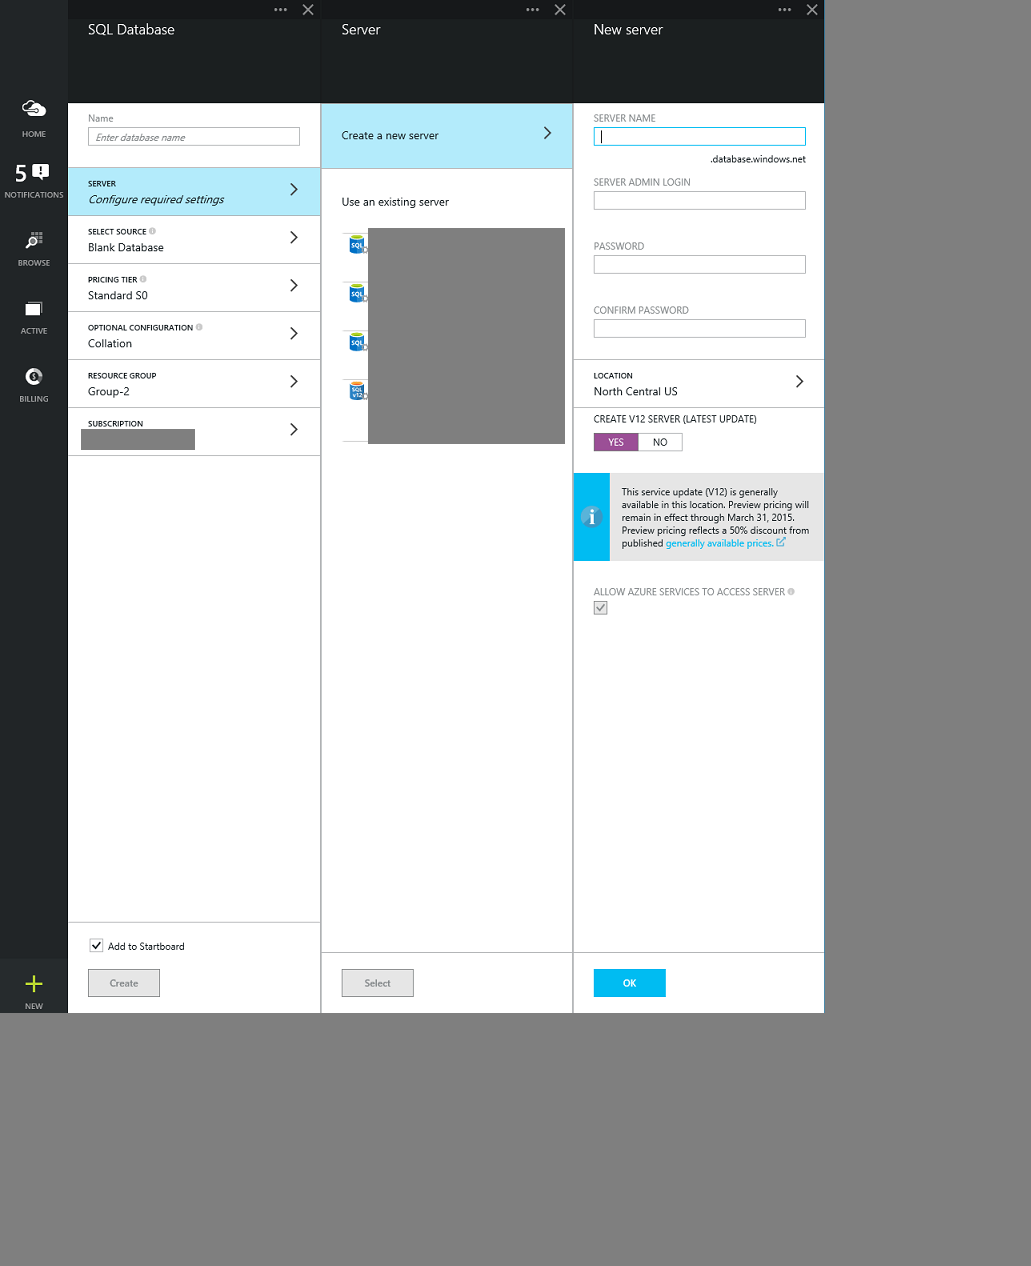 HOME
5
NOTIFICATIONS
BROWSE
ACTIVE
BILLING
NEW
SQL Database
Name
Enter database name
SERVER
Configure required settings
SELECT SOURCE
Blank Database
PRICING TIER
Standard S0
OPTIONAL CONFIGURATION
Collation
RESOURCE GROUP
Group-2
SUBSCRIPTION
Add to Startboard
Create
Server
Create a new server
Use an existing server
SQL
SQL
SQL
SQL
v12
Select
New server
SERVER NAME
.database.windows.net
SERVER ADMIN LOGIN
PASSWORD
CONFIRM PASSWORD
LOCATION
North Central US
CREATE V12 SERVER (LATEST UPDATE)
YES NO
This service update (V12) is generally
available in this location. Preview pricing will
remain in effect through March 31, 2015.
Preview pricing reflects a 50% discount from
published generally available prices.
ALLOW AZURE SERVICES TO ACCESS SERVER
OK